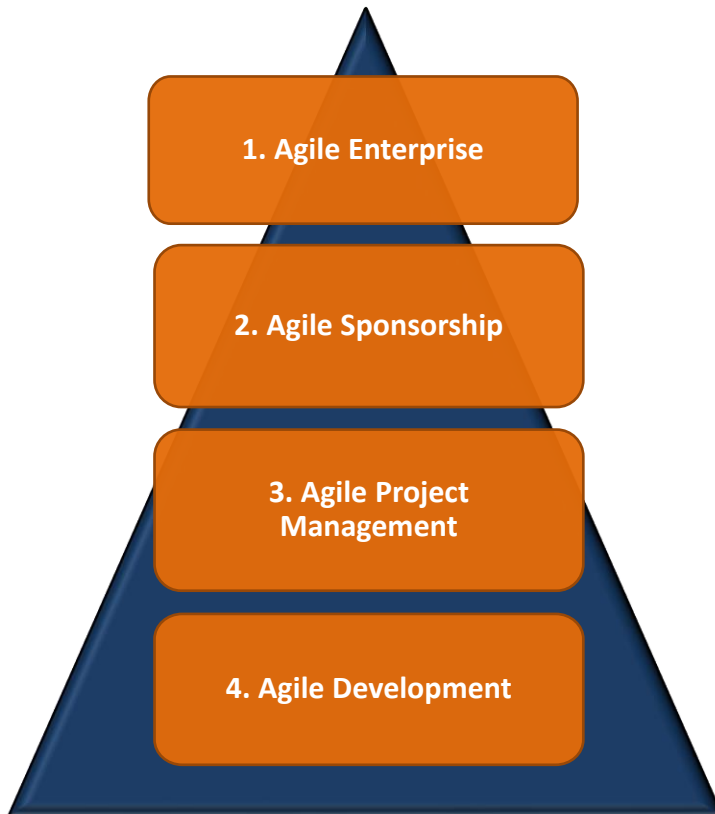 1. Agile Enterprise
2. Agile Sponsorship
3. Agile Project
Management
4. Agile Development